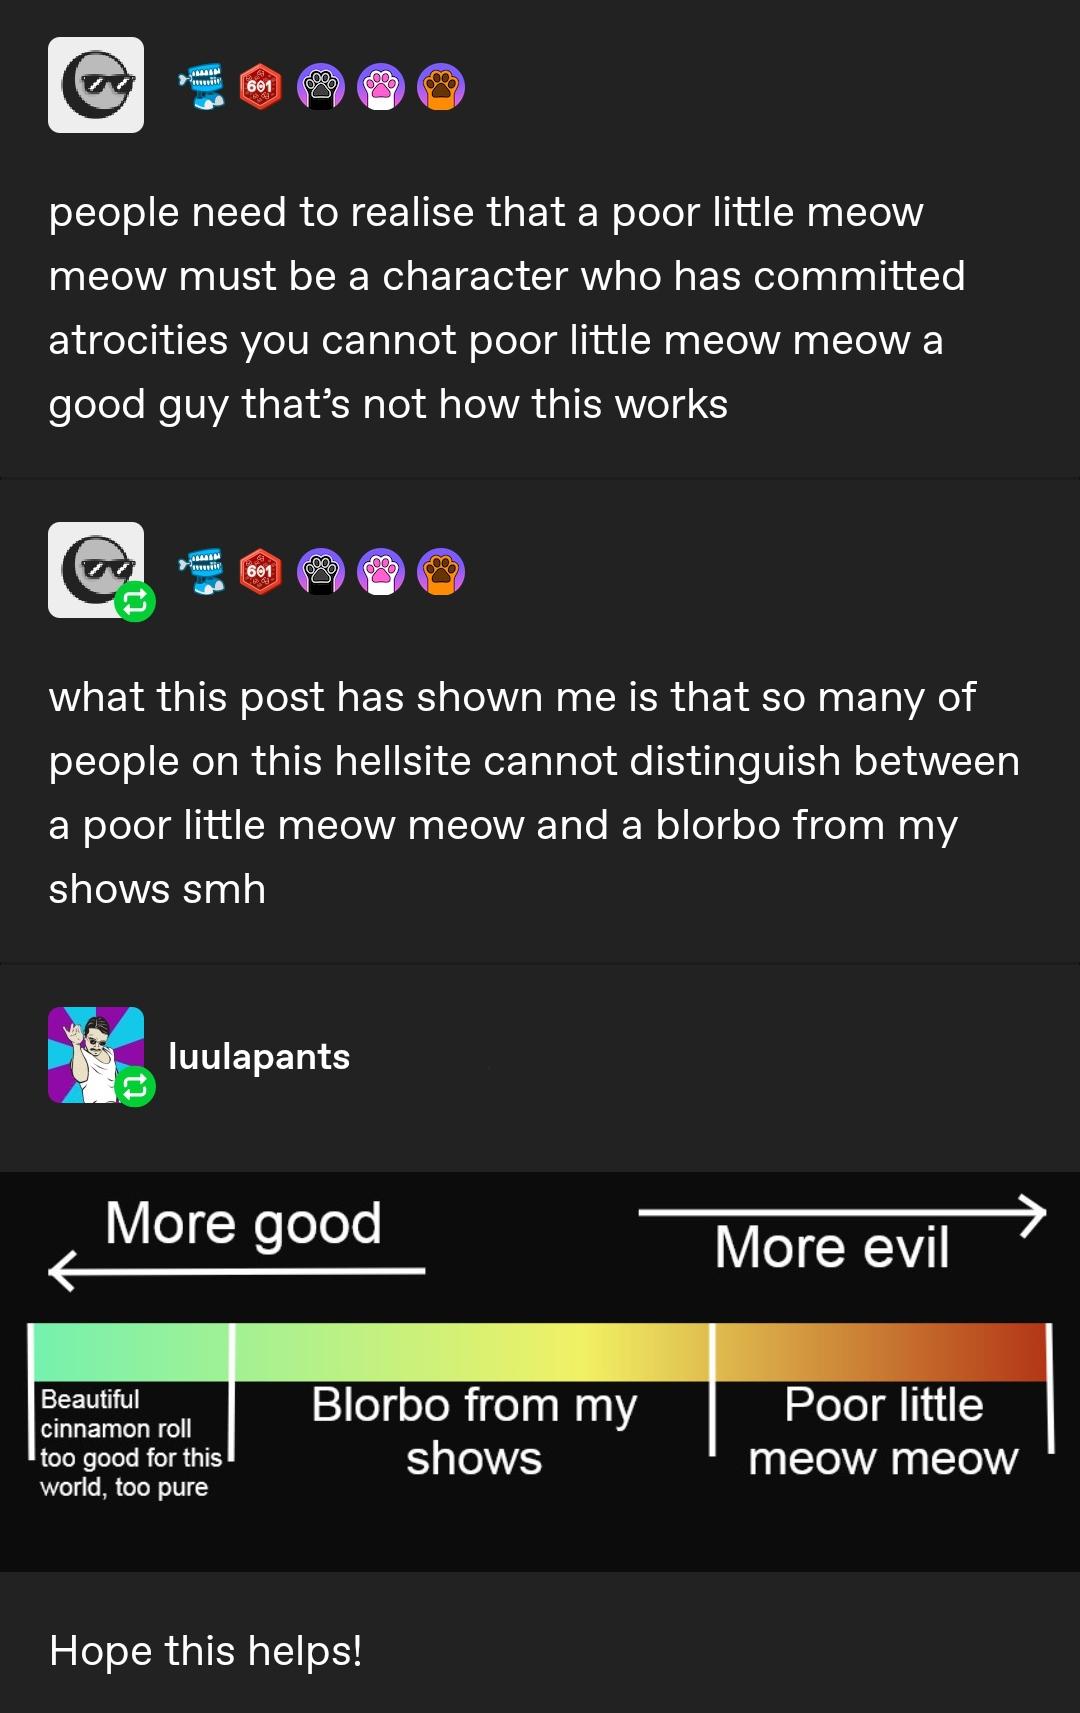 601
people need to realise that a poor little meow
meow must be a character who has committed
atrocities you cannot poor little meow meow a
good guy that’s not how this works
601
what this post has shown me is that so many of
people on this hellsite cannot distinguish between
a poor little meow meow and a blorbo from my
shows smh
luulapants
More good
More evil
Beautiful
cinnamon roll
too good for this
world, too pure
Blorbo from my
shows
Poor little
meow meow
Hope this helps!